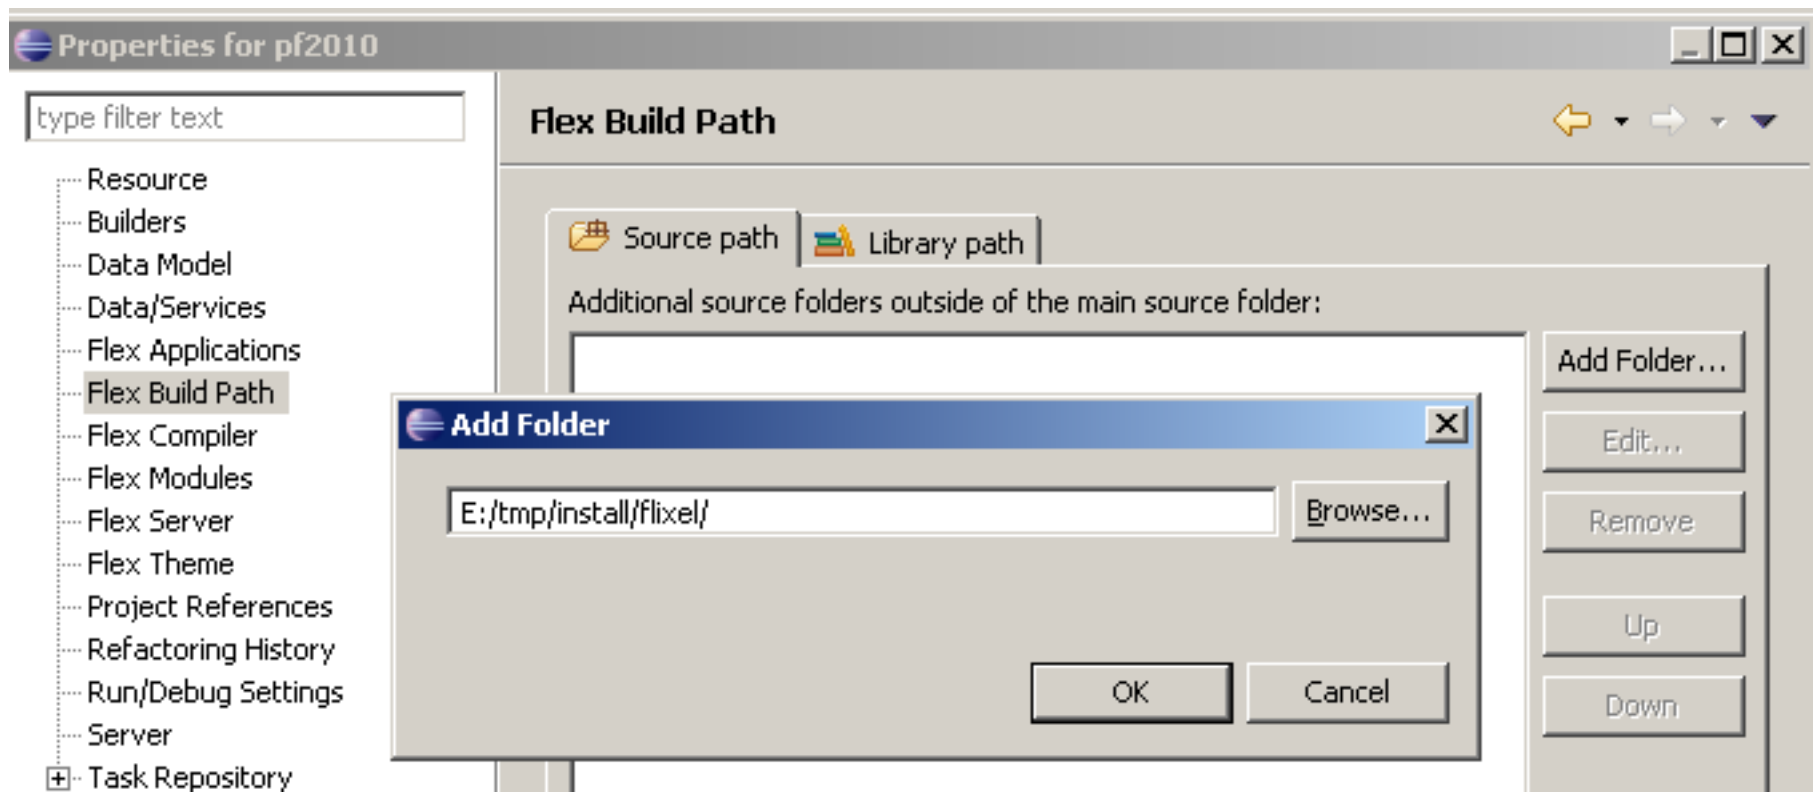 Properties for pf2010
type filter text
Flex Build Path
Resource
Builders
Data Model
Data/Services
Flex Applications
Flex Build Path
Flex Compiler
Flex Modules
Flex Server
Flex Theme
Project References
Refactoring History
Run/Debug Settings
Server
Task Repository
Source path
Library path
Additional source folders outside of the main source folder:
Add Folder...
Edit...
Remove
Up
Down
Add Folder
E:/tmp/install/flixel/
Browse...
OK
Cancel